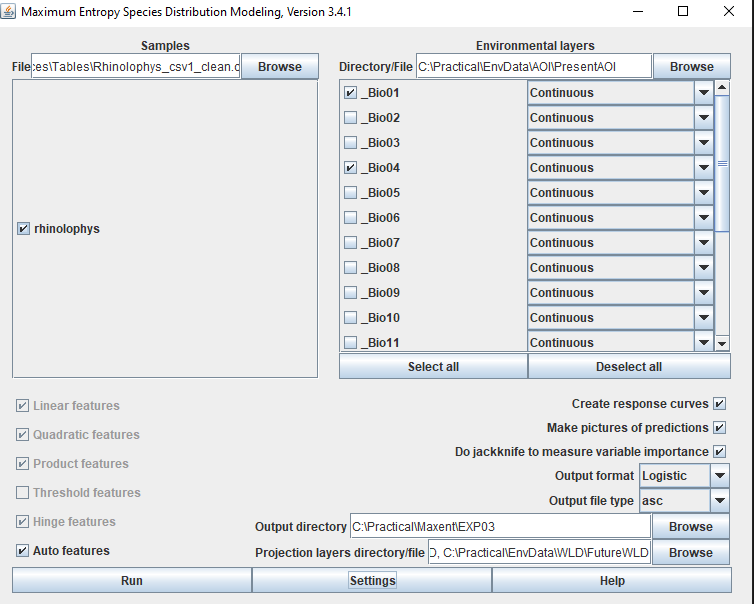 Maximum Entropy Species Distribution Modeling, Version 3.4.1
Samples
File ces\Tables\Rhinolophys_csv1_clean.c Browse
rhinolophys
Environmental layers
Directory/File C:\Practical\EnvData\AOI\PresentAOI Browse
_Bio01 Continuous
_Bio02 Continuous
_Bio03 Continuous
_Bio04 Continuous
_Bio05 Continuous
_Bio06 Continuous
_Bio07 Continuous
_Bio08 Continuous
_Bio09 Continuous
_Bio10 Continuous
_Bio11 Continuous
Select all Deselect all
Linear features
Quadratic features
Product features
Threshold features
Hinge features
Auto features
Create response curves
Make pictures of predictions
Do jackknife to measure variable importance
Output format Logistic
Output file type asc
Output directory C:\Practical\Maxent\EXP03 Browse
Projection layers directory/file D, C:\Practical\EnvData\WLD\FutureWLD Browse
Run Settings Help